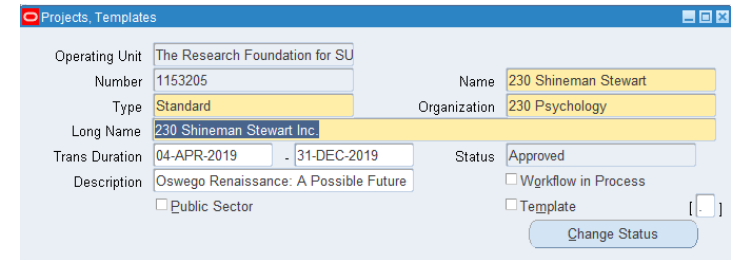 Projects, Templates
Operating Unit The Research Foundation for SU
Number 1153205 Name 230 Shineman Stewart
Type Standard Organization 230 Psychology
Long Name 230 Shineman Stewart Inc.
Trans Duration 04-APR-2019 - 31-DEC-2019 Status Approved
Description Oswego Renaissance: A Possible Future Workflow in Process
Public Sector Template [ . ]
Change Status